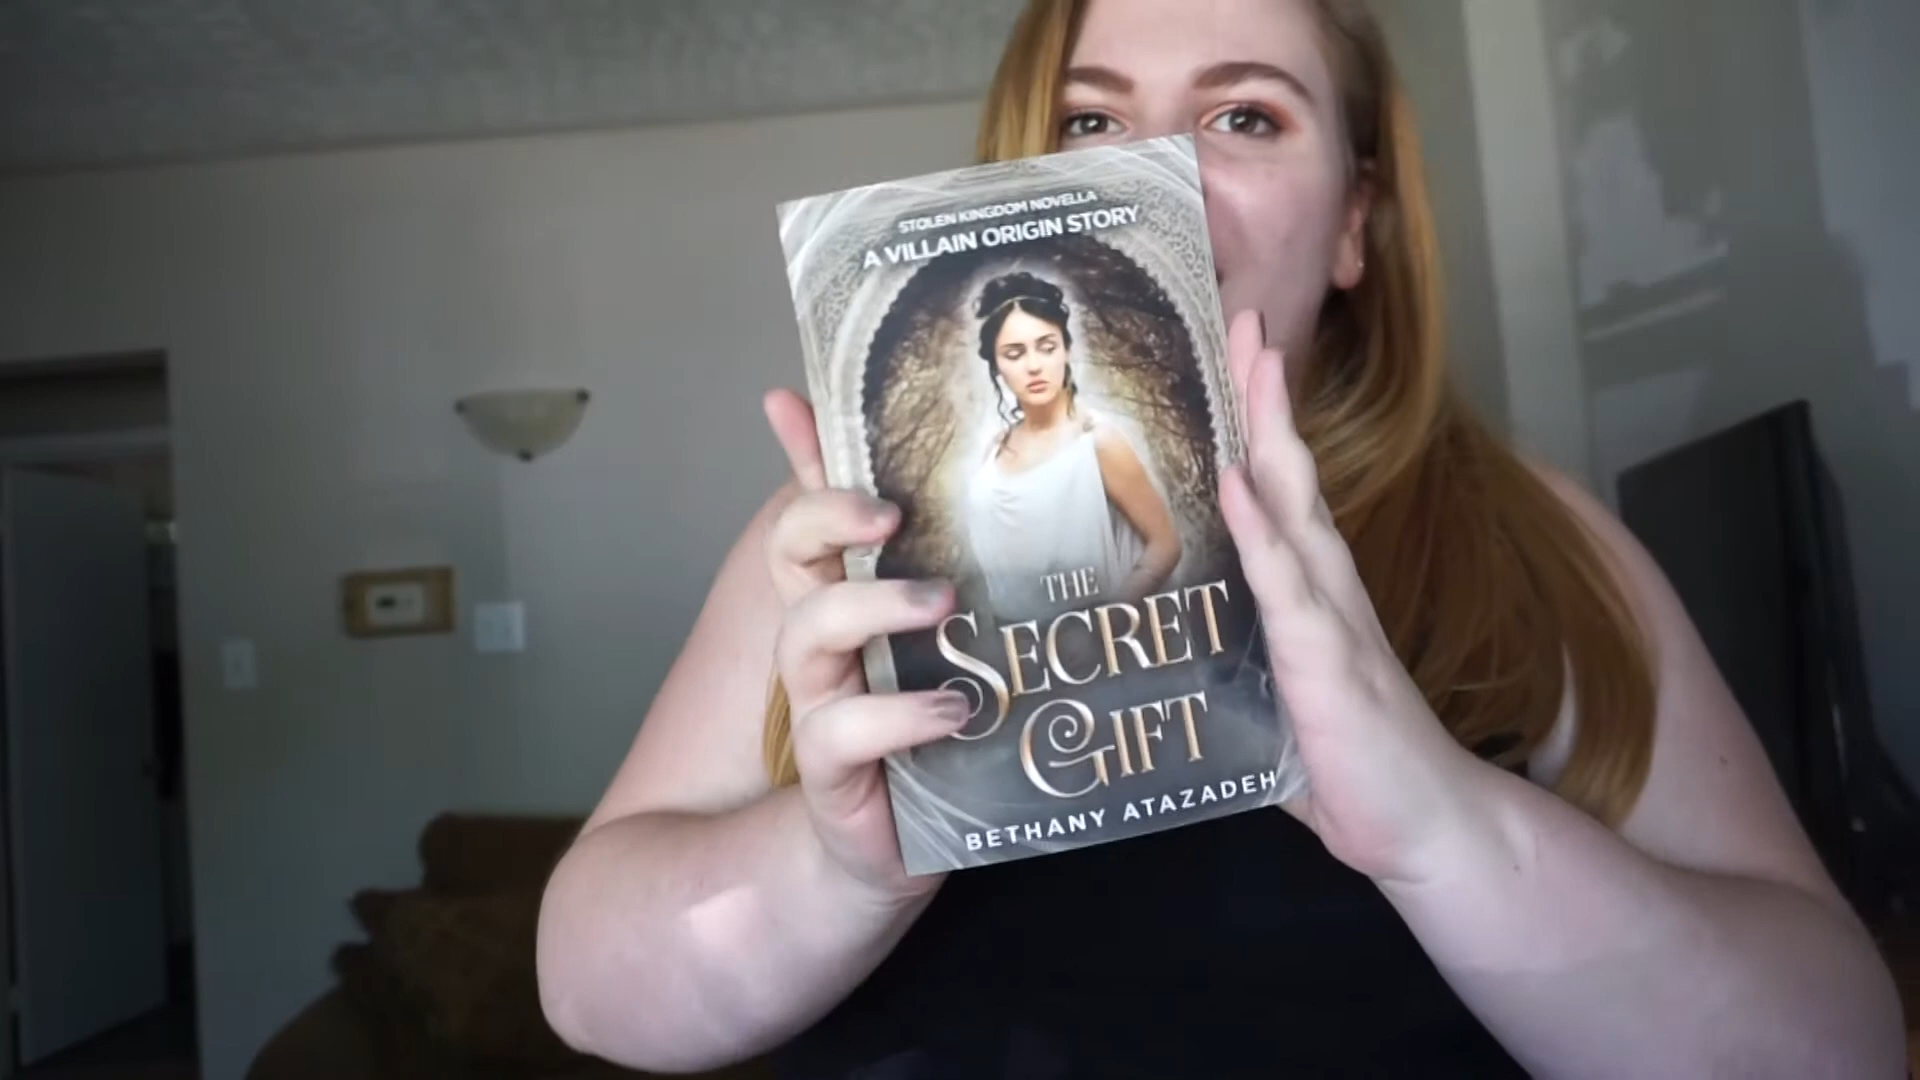 STOLEN KINGDOM NOVELLA
A VILLAIN ORIGIN STORY
THE
SECRET
GIFT
BETHANY ATAZADEH